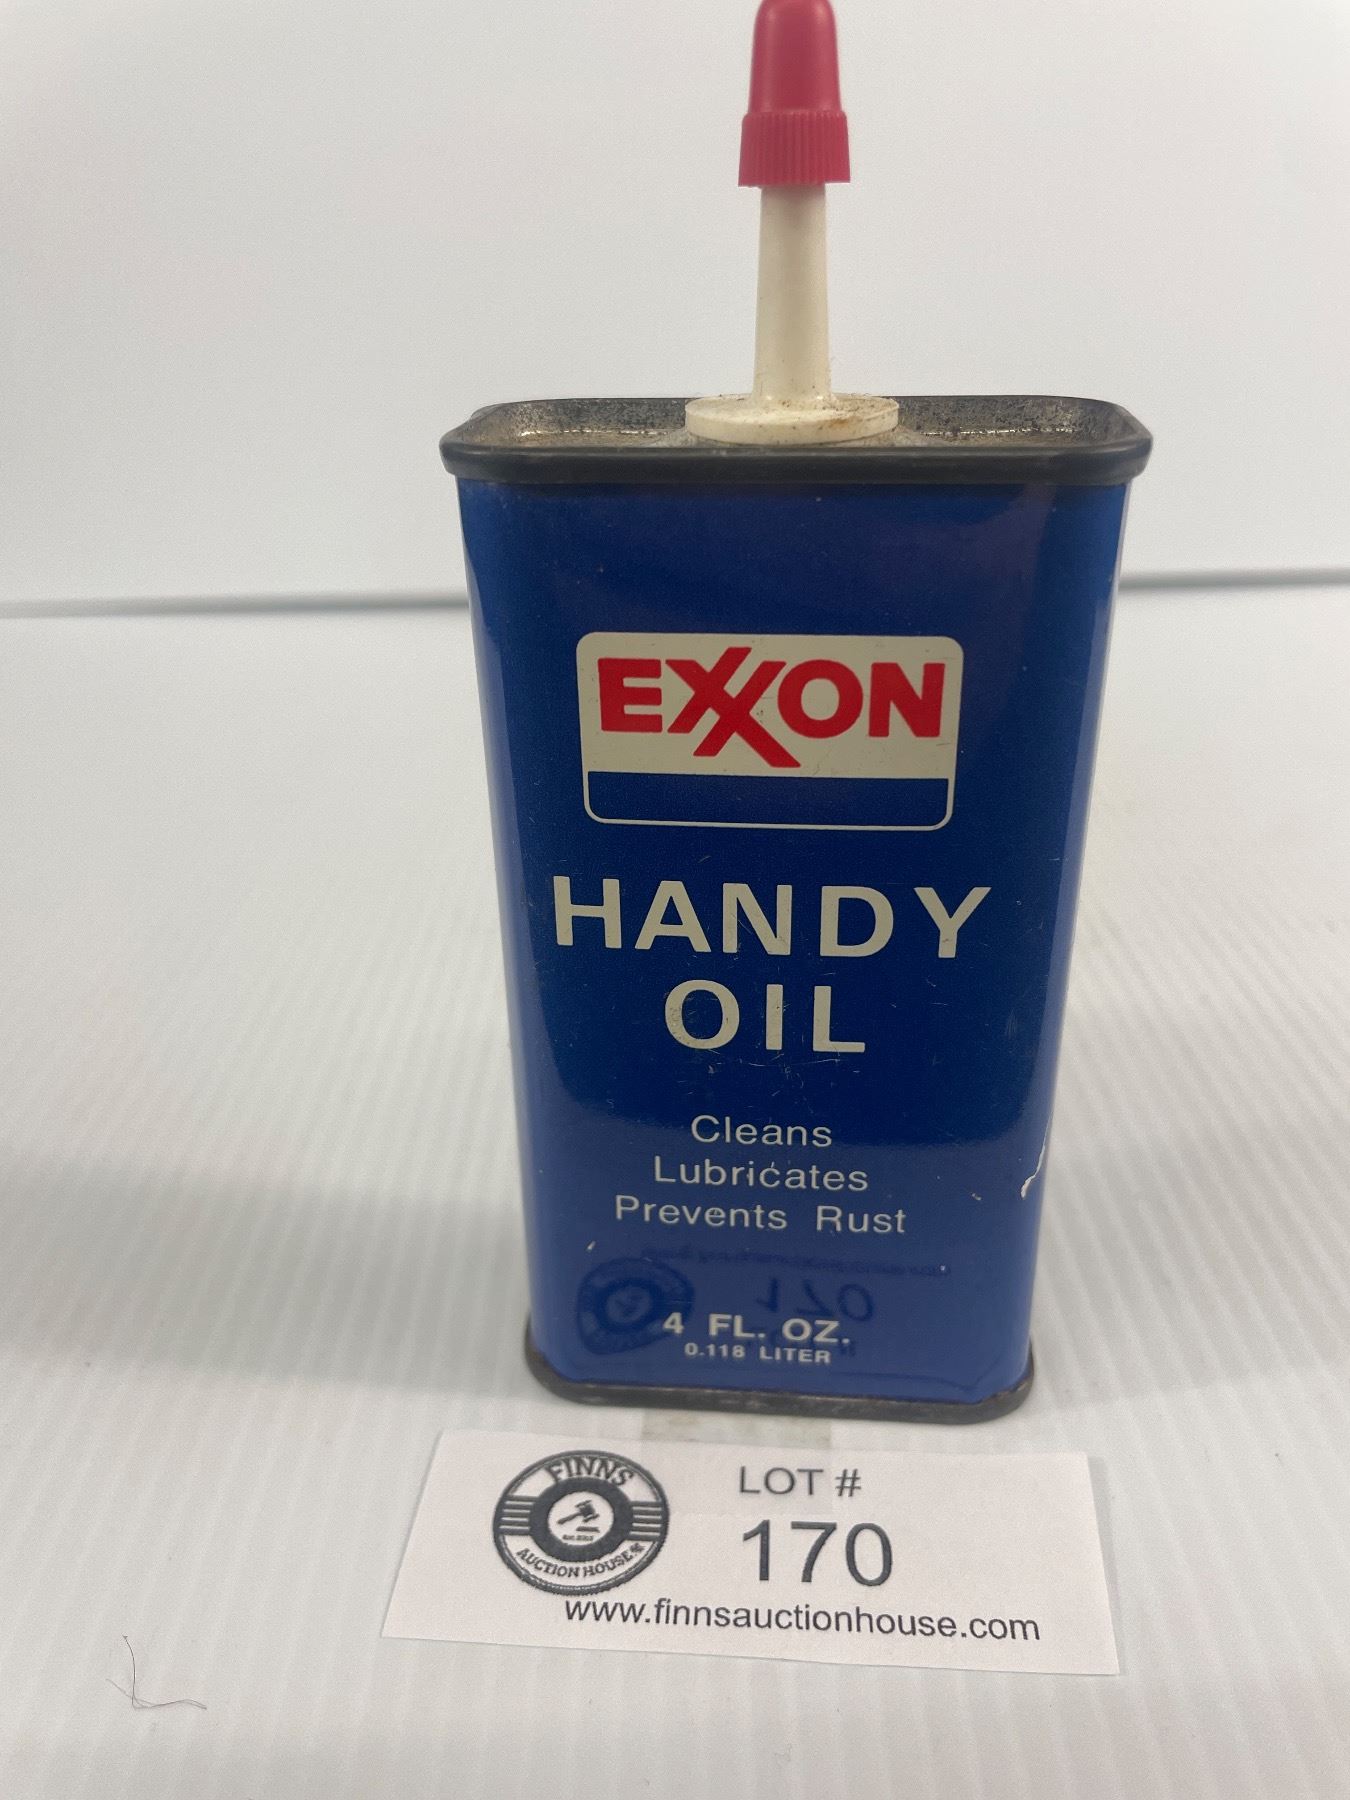 EXXON
HANDY
OIL
Cleans
Lubricates
Prevents Rust
4 FL. OZ.
0.118 LITER
FINNS
AUCTION HOUSE
LOT #
170
www.finnsauctionhouse.com